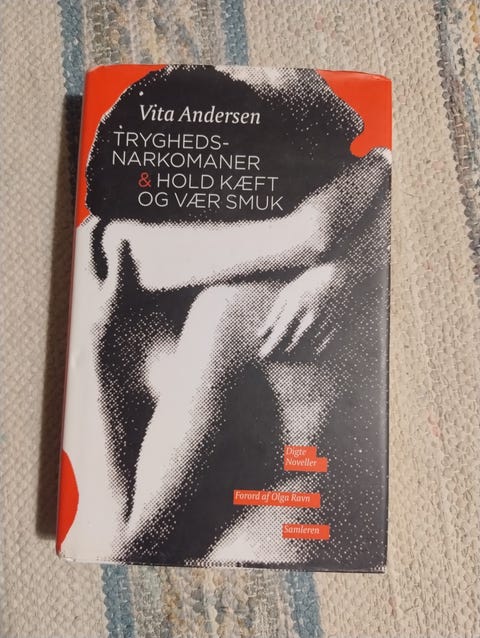 Vita Andersen
TRYGHEDS-
NARKOMANER
& HOLD KÆFT
OG VÆR SMUK
Digte
Noveller
Forord af Olga Ravn
Samleren